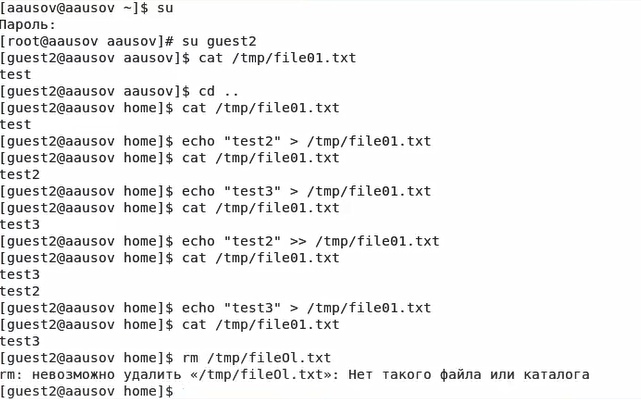 [aausov@aausov ~]$ su
Пароль:
[root@aausov aausov]# su guest2
[guest2@aausov aausov]$ cat /tmp/file01.txt
test
[guest2@aausov aausov]$ cd ..
[guest2@aausov home]$ cat /tmp/file01.txt
test
[guest2@aausov home]$ echo "test2" > /tmp/file01.txt
[guest2@aausov home]$ cat /tmp/file01.txt
test2
[guest2@aausov home]$ echo "test3" > /tmp/file01.txt
[guest2@aausov home]$ cat /tmp/file01.txt
test3
[guest2@aausov home]$ echo "test2" >> /tmp/file01.txt
[guest2@aausov home]$ cat /tmp/file01.txt
test3
test2
[guest2@aausov home]$ echo "test3" > /tmp/file01.txt
[guest2@aausov home]$ cat /tmp/file01.txt
test3
[guest2@aausov home]$ rm /tmp/fileOl.txt
rm: невозможно удалить «/tmp/fileOl.txt»: Нет такого файла или каталога
[guest2@aausov home]$